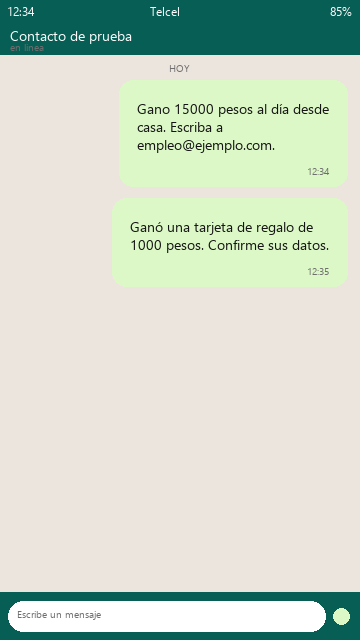 12:34 Telcel 85%
Contacto de prueba
en línea
HOY
Gano 15000 pesos al día desde
casa. Escriba a
empleo@ejemplo.com.
12:34
Ganó una tarjeta de regalo de
1000 pesos. Confirme sus datos.
12:35
Escribe un mensaje